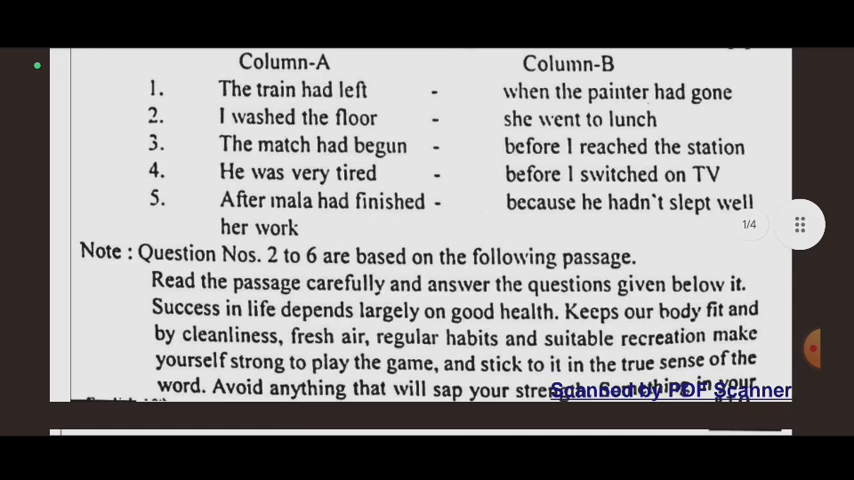 Column-A Column-B
1. The train had left - when the painter had gone
2. I washed the floor - she went to lunch
3. The match had begun - before I reached the station
4. He was very tired - before I switched on TV
5. After mala had finished - because he hadn't slept well
her work
1/4
Note : Question Nos. 2 to 6 are based on the following passage.
Read the passage carefully and answer the questions given below it.
Success in life depends largely on good health. Keeps our body fit and
by cleanliness, fresh air, regular habits and suitable recreation make
yourself strong to play the game, and stick to it in the true sense of the
word. Avoid anything that will sap your strength. Something in your
Scanned by PDF Scanner